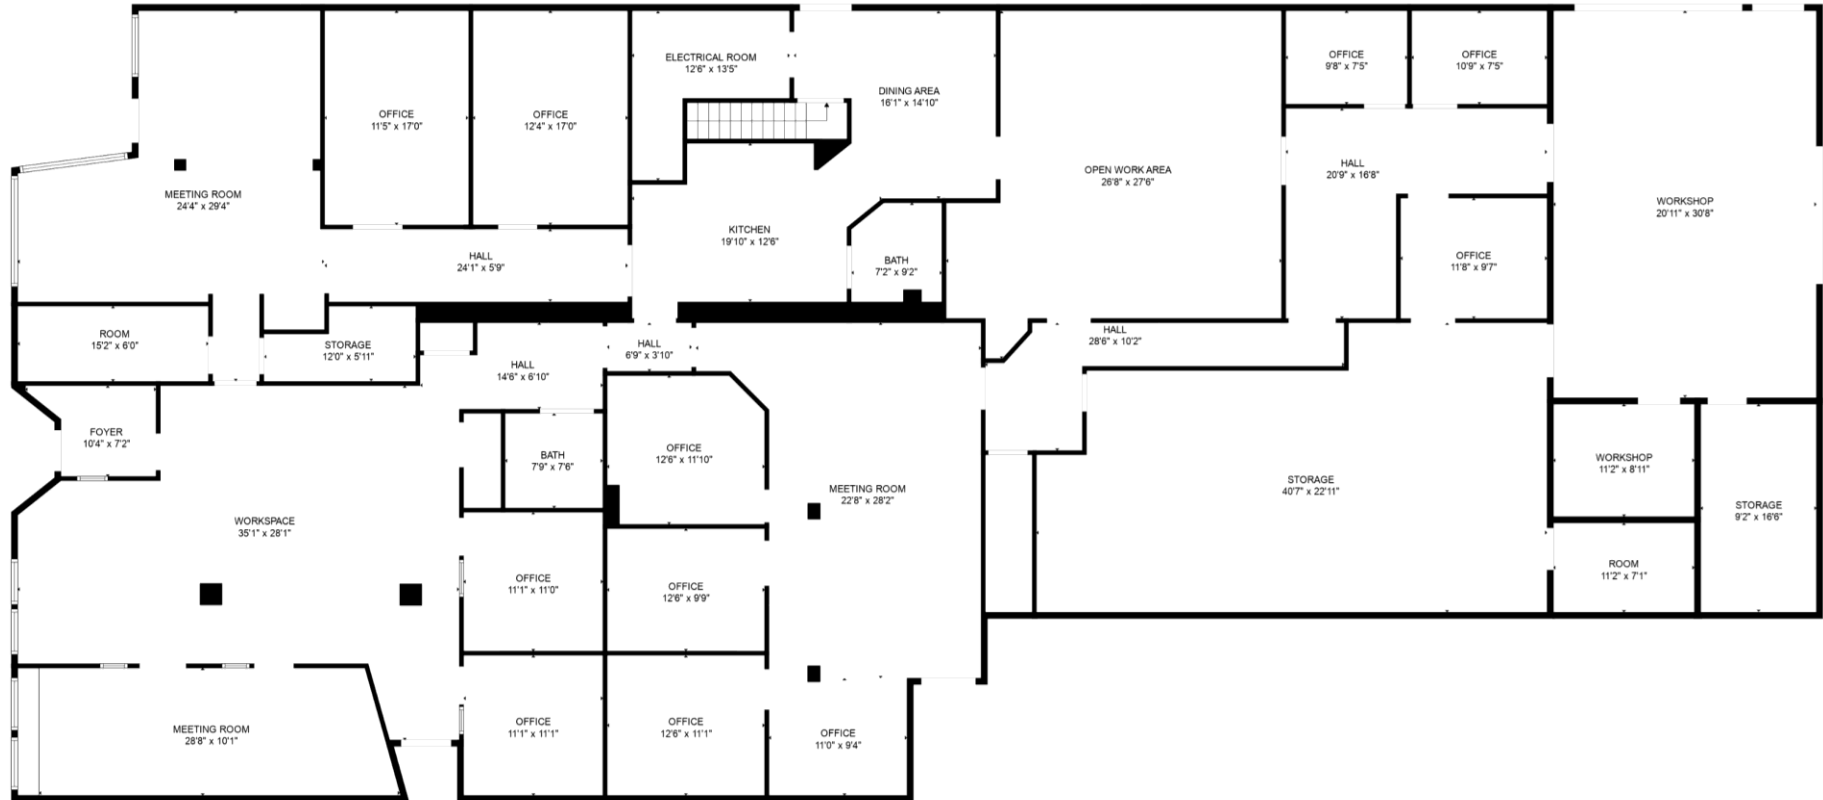 OFFICE
11'5" x 17'0"
OFFICE
12'4" x 17'0"
ELECTRICAL ROOM
12'6" x 13'5"
DINING AREA
16'1" x 14'10"
OFFICE
9'8" x 7'5"
OFFICE
10'9" x 7'5"
MEETING ROOM
24'4" x 29'4"
OPEN WORK AREA
26'8" x 27'6"
HALL
20'9" x 16'8"
WORKSHOP
20'11" x 30'8"
KITCHEN
19'10" x 12'6"
HALL
24'1" x 5'9"
BATH
7'2" x 9'2"
OFFICE
11'8" x 9'7"
ROOM
15'2" x 6'0"
STORAGE
12'0" x 5'11"
HALL
14'6" x 6'10"
HALL
6'9" x 3'10"
HALL
28'6" x 10'2"
FOYER
10'4" x 7'2"
BATH
7'9" x 7'6"
OFFICE
12'6" x 11'10"
MEETING ROOM
22'8" x 28'2"
STORAGE
40'7" x 22'11"
WORKSHOP
11'2" x 8'11"
STORAGE
9'2" x 16'6"
WORKSPACE
35'1" x 28'1"
OFFICE
11'1" x 11'0"
OFFICE
12'6" x 9'9"
ROOM
11'2" x 7'1"
MEETING ROOM
28'8" x 10'1"
OFFICE
11'1" x 11'1"
OFFICE
12'6" x 11'1"
OFFICE
11'0" x 9'4"